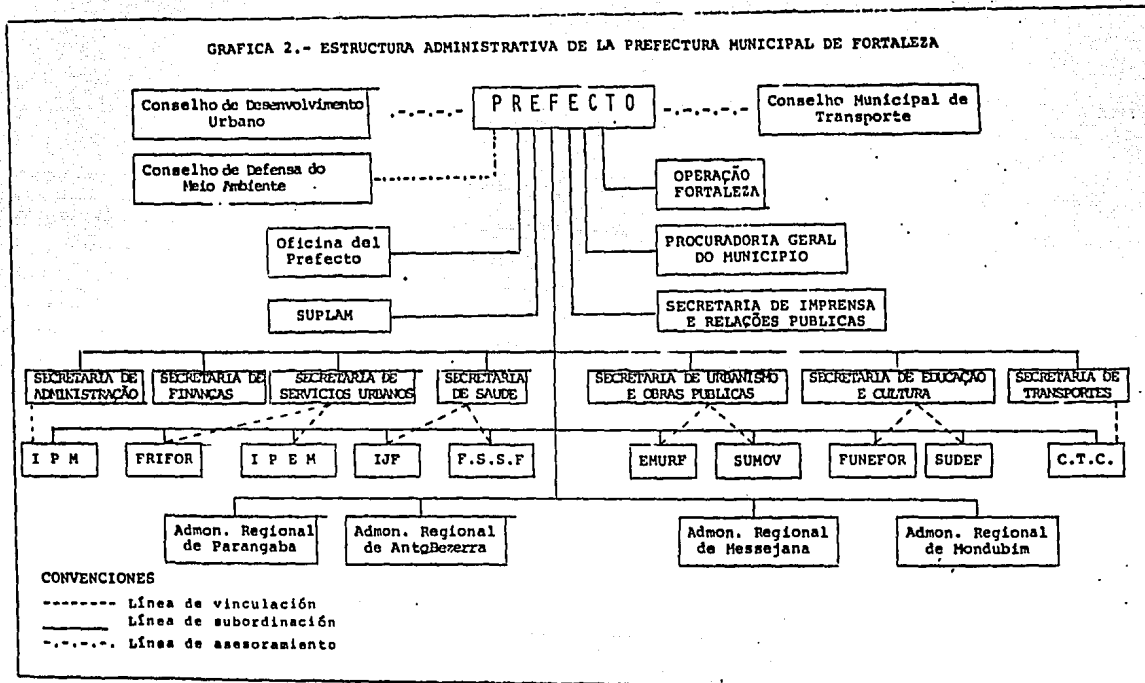 GRAFICA 2.- ESTRUCTURA ADMINISTRATIVA DE LA PREFECTURA MUNICIPAL DE FORTALEZA
Conselho de Desenvolvimento
Urbano
PREFECTO
Conselho Municipal de
Transporte
Conselho de Defensa do
Meio Ambiente
OPERAÇÃO
FORTALEZA
Oficina del
Prefecto
PROCURADORIA GERAL
DO MUNICIPIO
SUPLAM
SECRETARIA DE IMPRENSA
E RELAÇÕES PUBLICAS
SECRETARIA DE
ADMINISTRAÇÃO
SECRETARIA DE
FINANÇAS
SECRETARIA DE
SERVICIOS URBANOS
SECRETARIA
DE SAUDE
SECRETARIA DE URBANISMO
E OBRAS PUBLICAS
SECRETARIA DE EDUCAÇÃO
E CULTURA
SECRETARIA DE
TRANSPORTES
I P M
FRIFOR
I P E M
IJF
F.S.S.F
EMURF
SUMOV
FUNEFOR
SUDEF
C.T.C.
Admon. Regional
de Parangaba
Admon. Regional
de AntoBezerra
Admon. Regional
de Messejana
Admon. Regional
de Mondubim
CONVENCIONES
-------- Línea de vinculación
_______ Línea de subordinación
-.-.-.-. Línea de asesoramiento